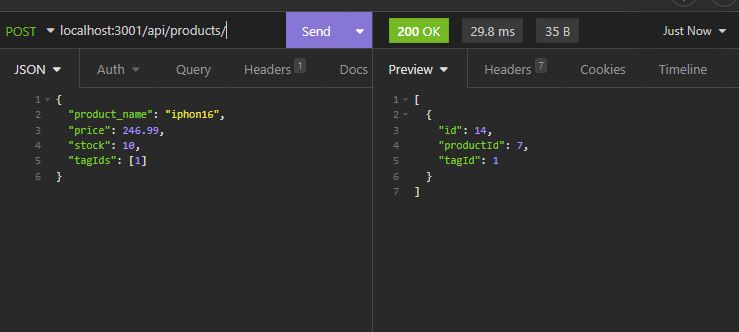 POST localhost:3001/api/products/ Send 200 OK 29.8 ms 35 B Just Now
JSON Auth Query Headers 1 Docs Preview Headers 7 Cookies Timeline
1 {
2 "product_name": "iphon16",
3 "price": 246.99,
4 "stock": 10,
5 "tagIds": [1]
6 }
1 [
2 {
3 "id": 14,
4 "productId": 7,
5 "tagId": 1
6 }
7 ]